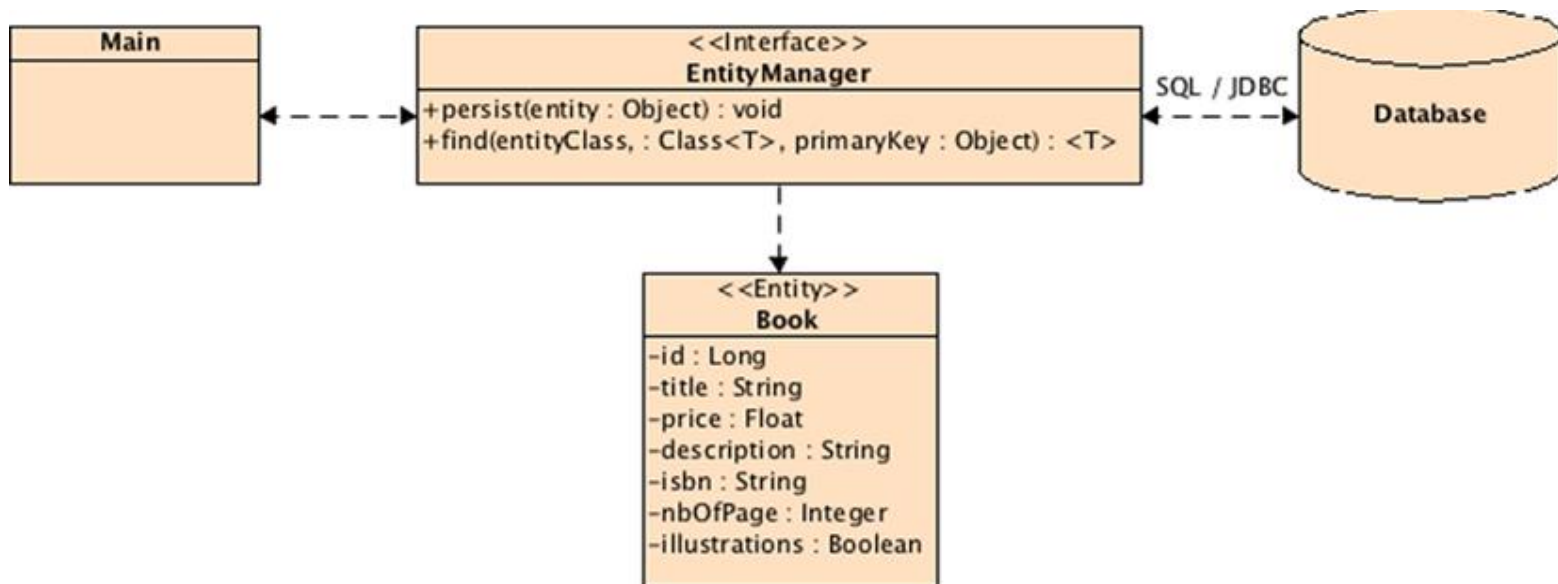 Main
<<Interface>>
EntityManager
+persist(entity : Object) : void
+find(entityClass, : Class<T>, primaryKey : Object) : <T>
SQL / JDBC
Database
<<Entity>>
Book
-id : Long
-title : String
-price : Float
-description : String
-isbn : String
-nbOfPage : Integer
-illustrations : Boolean